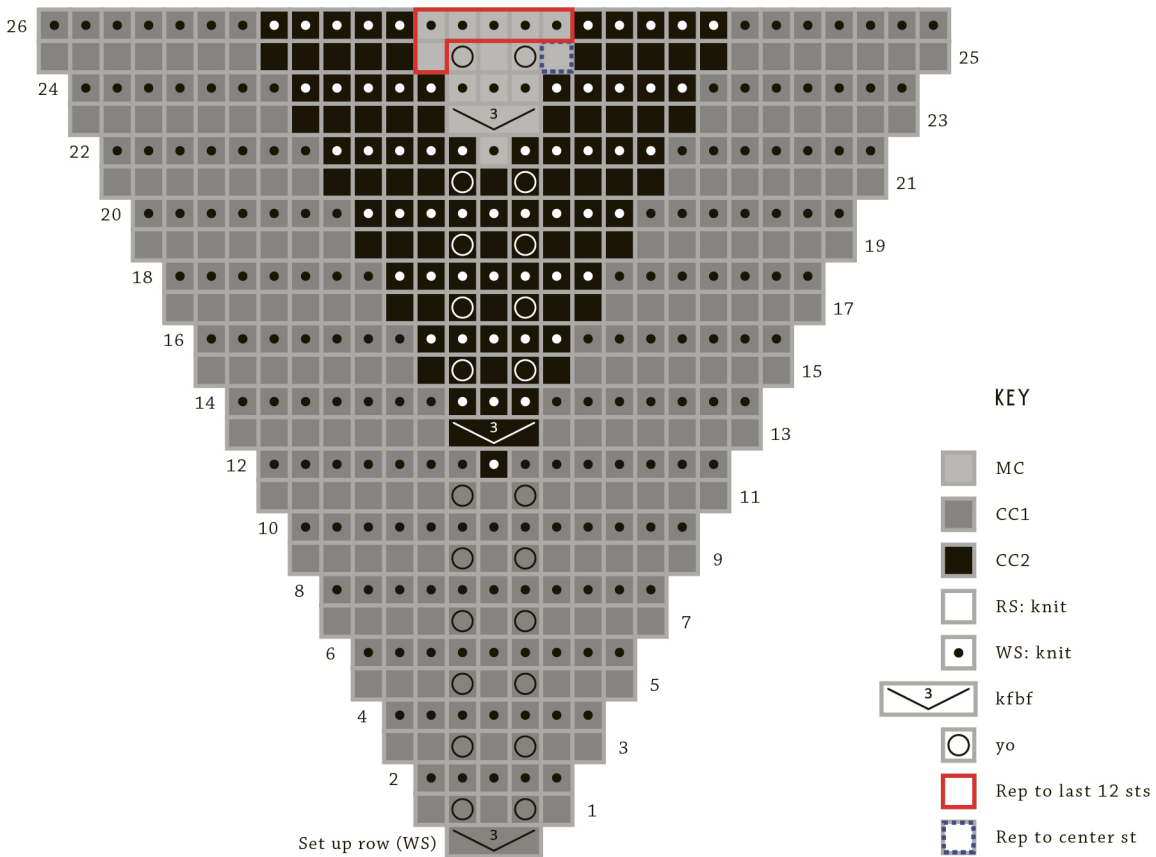 26
25
24
23
3
22
21
20
19
18
17
16
15
14
13
3
12
11
10
9
8
7
6
5
4
3
2
1
Set up row (WS)
3
KEY
MC
CC1
CC2
RS: knit
WS: knit
3
kfbf
yo
Rep to last 12 sts
Rep to center st